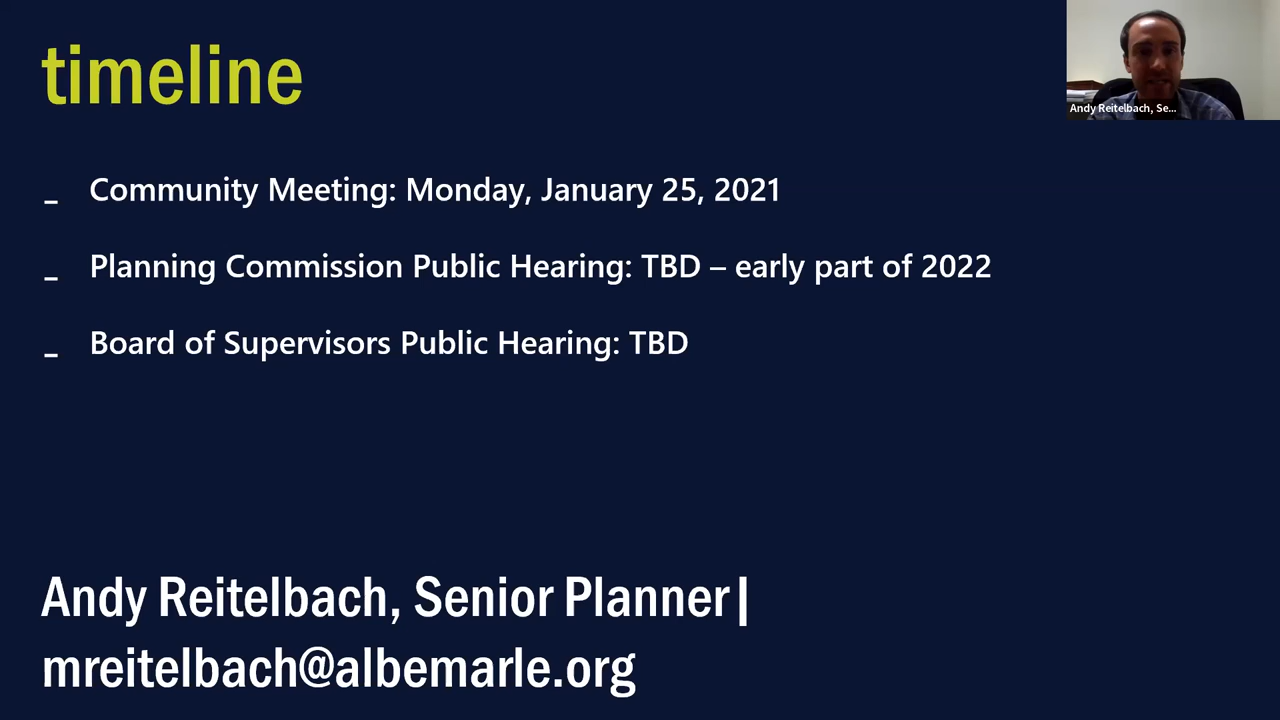 timeline
Andy Reitelbach, Se...
_ Community Meeting: Monday, January 25, 2021
_ Planning Commission Public Hearing: TBD – early part of 2022
_ Board of Supervisors Public Hearing: TBD
Andy Reitelbach, Senior Planner|
mreitelbach@albemarle.org